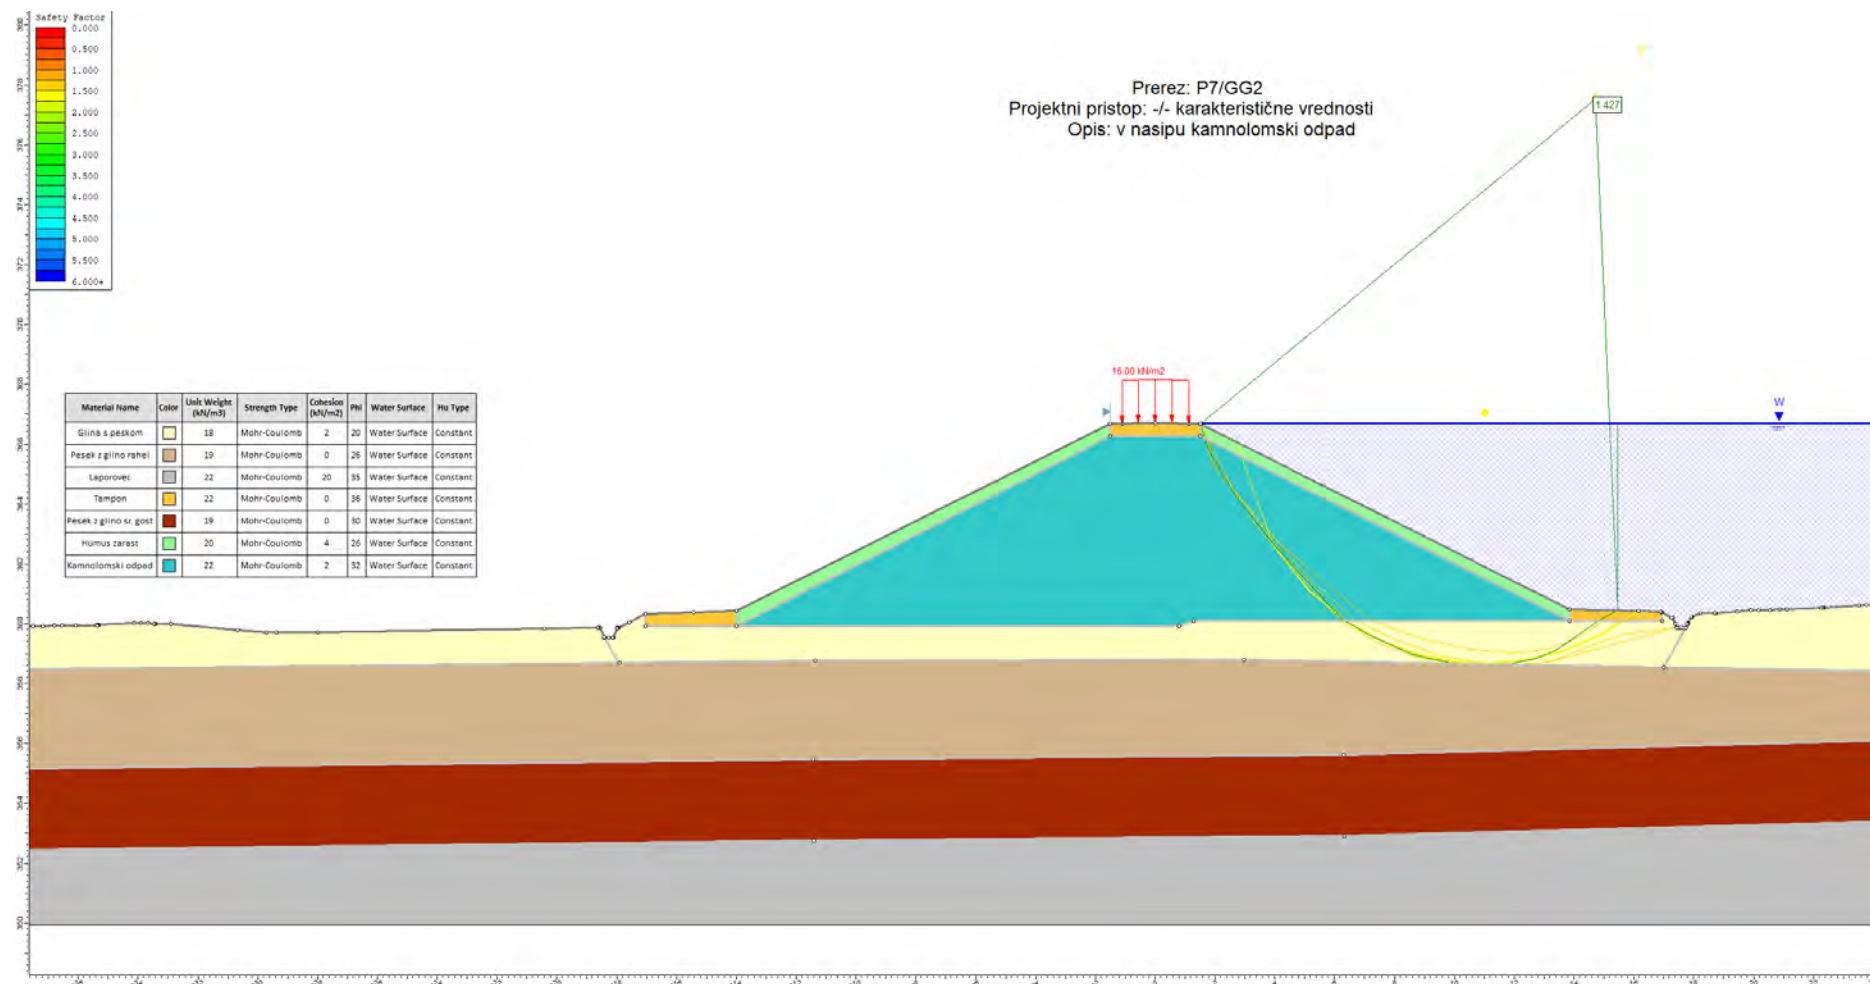 Safety Factor
0.000
0.500
1.000
1.500
2.000
2.500
3.000
3.500
4.000
4.500
5.000
5.500
6.000+
Prerez: P7/GG2
Projektni pristop: -/- karakteristične vrednosti
Opis: v nasipu kamnolomski odpad
1.427
16.00 kN/m2
W
Material Name Color Unit Weight (kN/m3) Strength Type Cohesion (kN/m2) Phi Water Surface Hu Type
Glina s peskom 18 Mohr-Coulomb 2 20 Water Surface Constant
Pesek z glino rahel 19 Mohr-Coulomb 0 26 Water Surface Constant
Laporovec 22 Mohr-Coulomb 20 35 Water Surface Constant
Tampon 22 Mohr-Coulomb 0 36 Water Surface Constant
Pesek z glino sr. gost 19 Mohr-Coulomb 0 30 Water Surface Constant
Humus zarast 20 Mohr-Coulomb 4 26 Water Surface Constant
Kamnolomski odpad 22 Mohr-Coulomb 2 32 Water Surface Constant